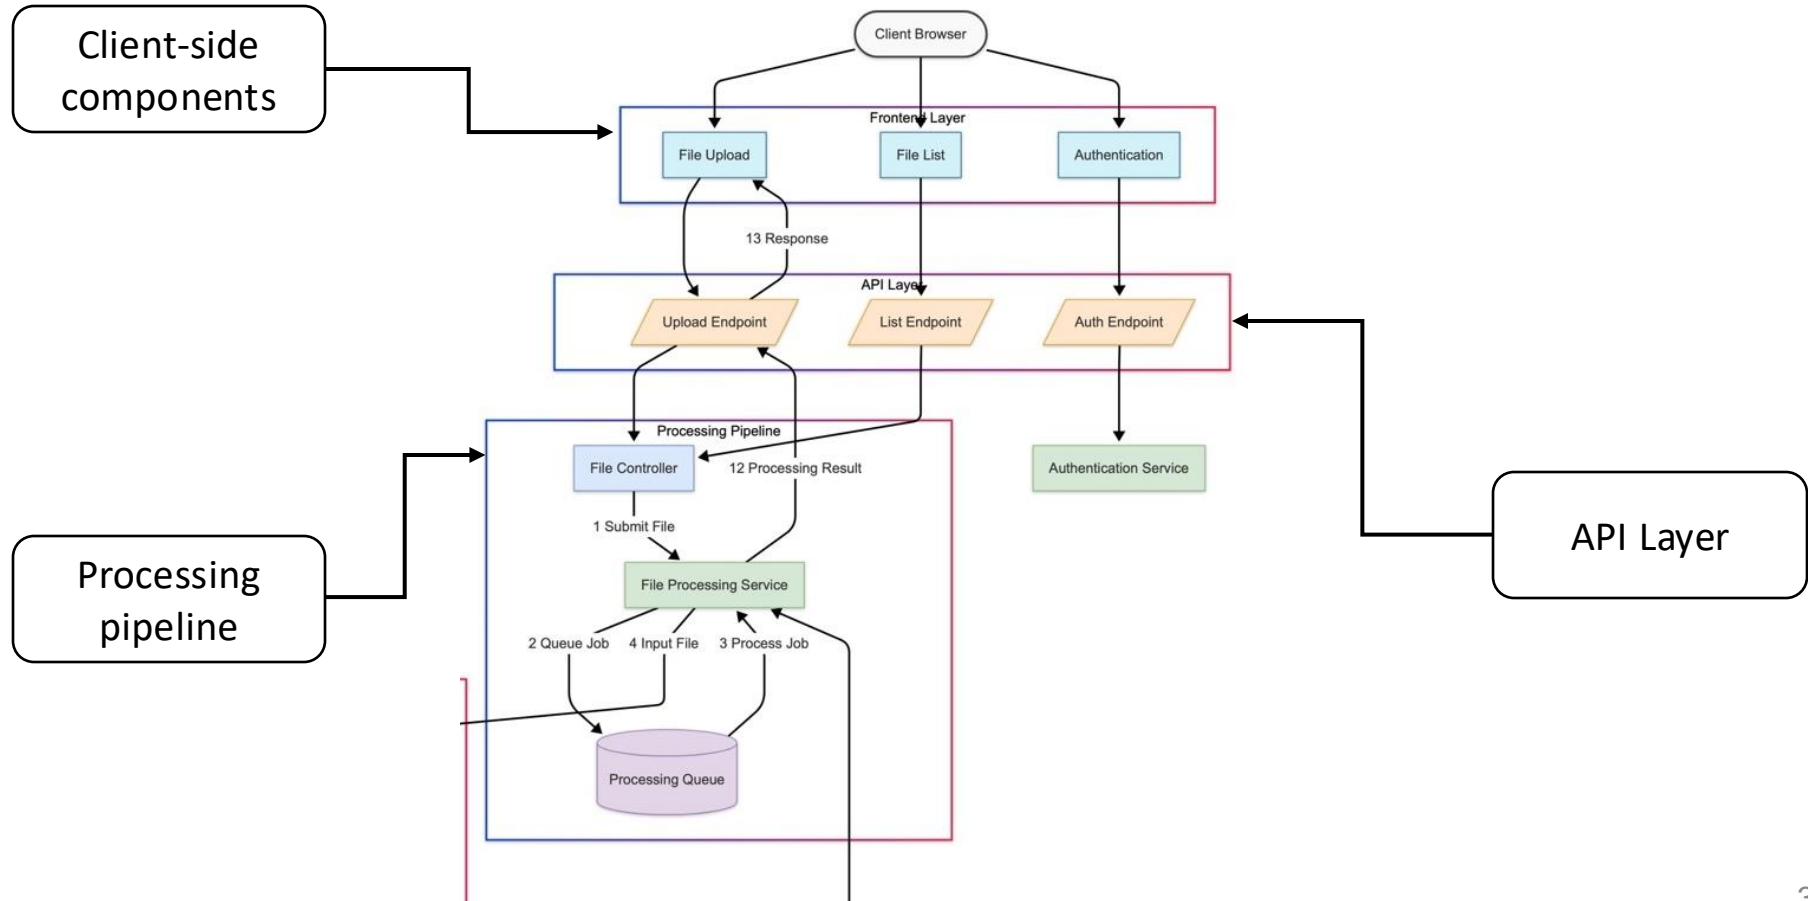 Client-side
components
Client Browser
Frontend Layer
File Upload
File List
Authentication
13 Response
API Layer
Upload Endpoint
List Endpoint
Auth Endpoint
Processing Pipeline
File Controller
12 Processing Result
Authentication Service
1 Submit File
API Layer
Processing
pipeline
File Processing Service
2 Queue Job
4 Input File
3 Process Job
Processing Queue